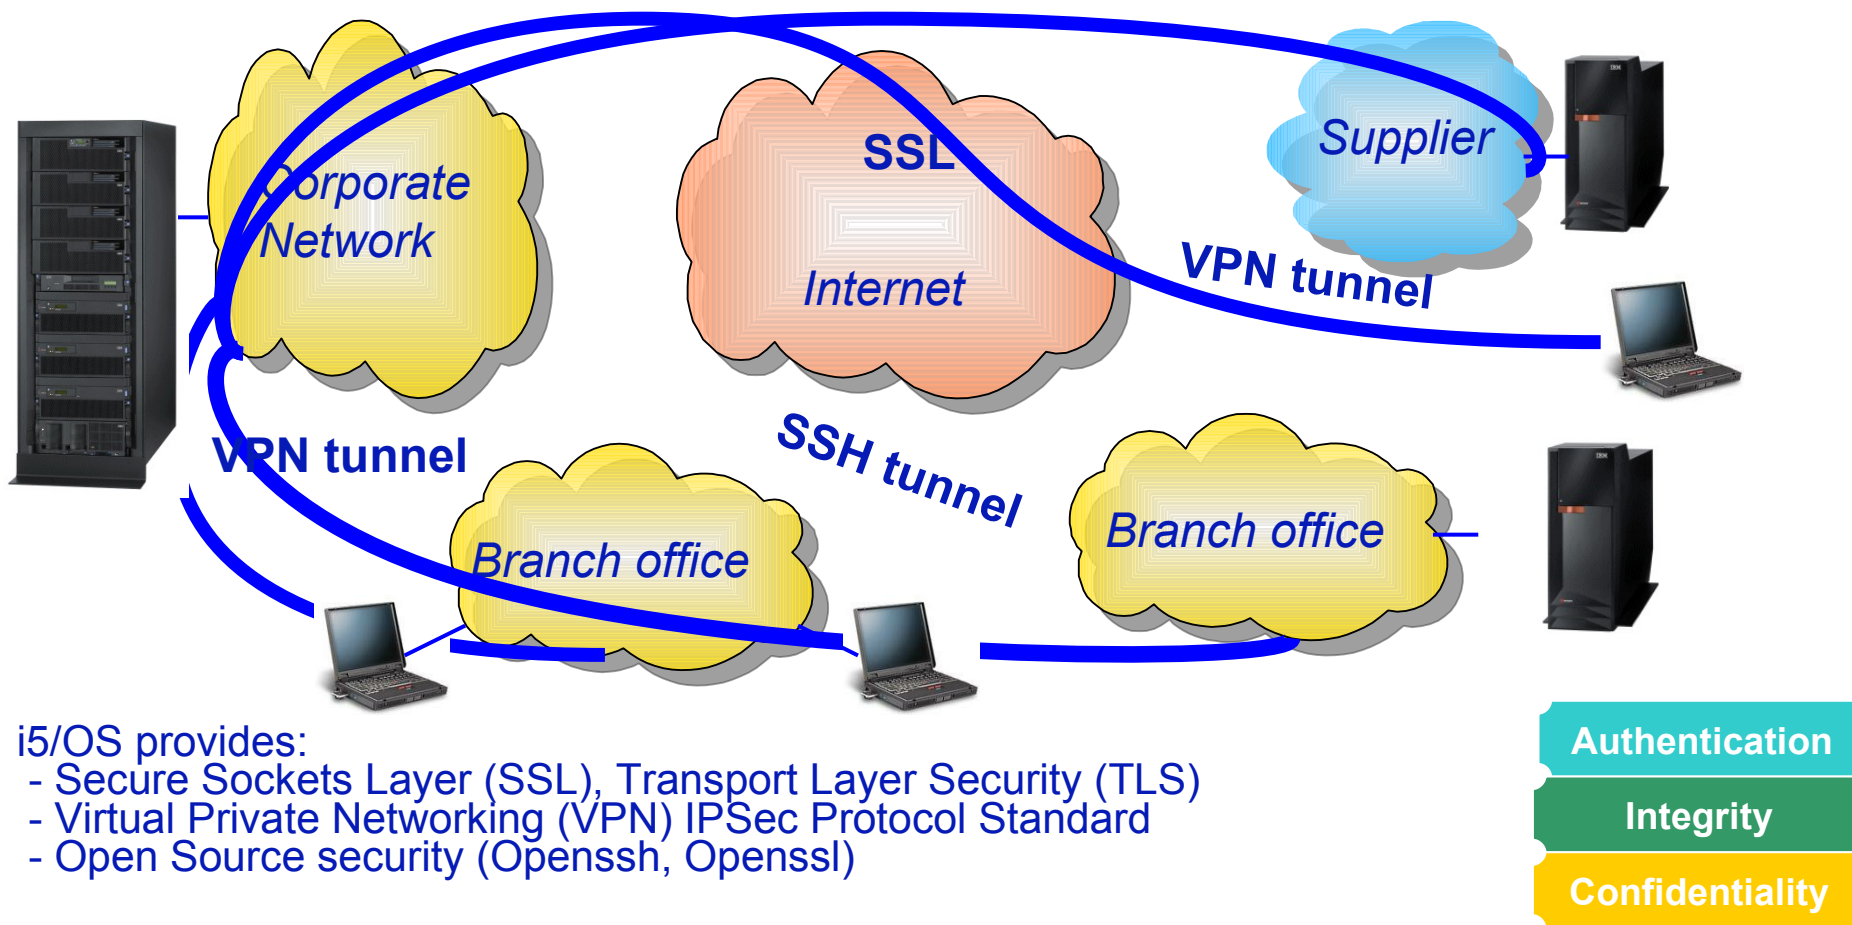 SSL
Supplier
Corporate
Network
Internet
VPN tunnel
VPN tunnel
SSH tunnel
Branch office
Branch office
IBM
IBM
i5/OS provides:
- Secure Sockets Layer (SSL), Transport Layer Security (TLS)
- Virtual Private Networking (VPN) IPSec Protocol Standard
- Open Source security (Openssh, Openssl)
Authentication
Integrity
Confidentiality